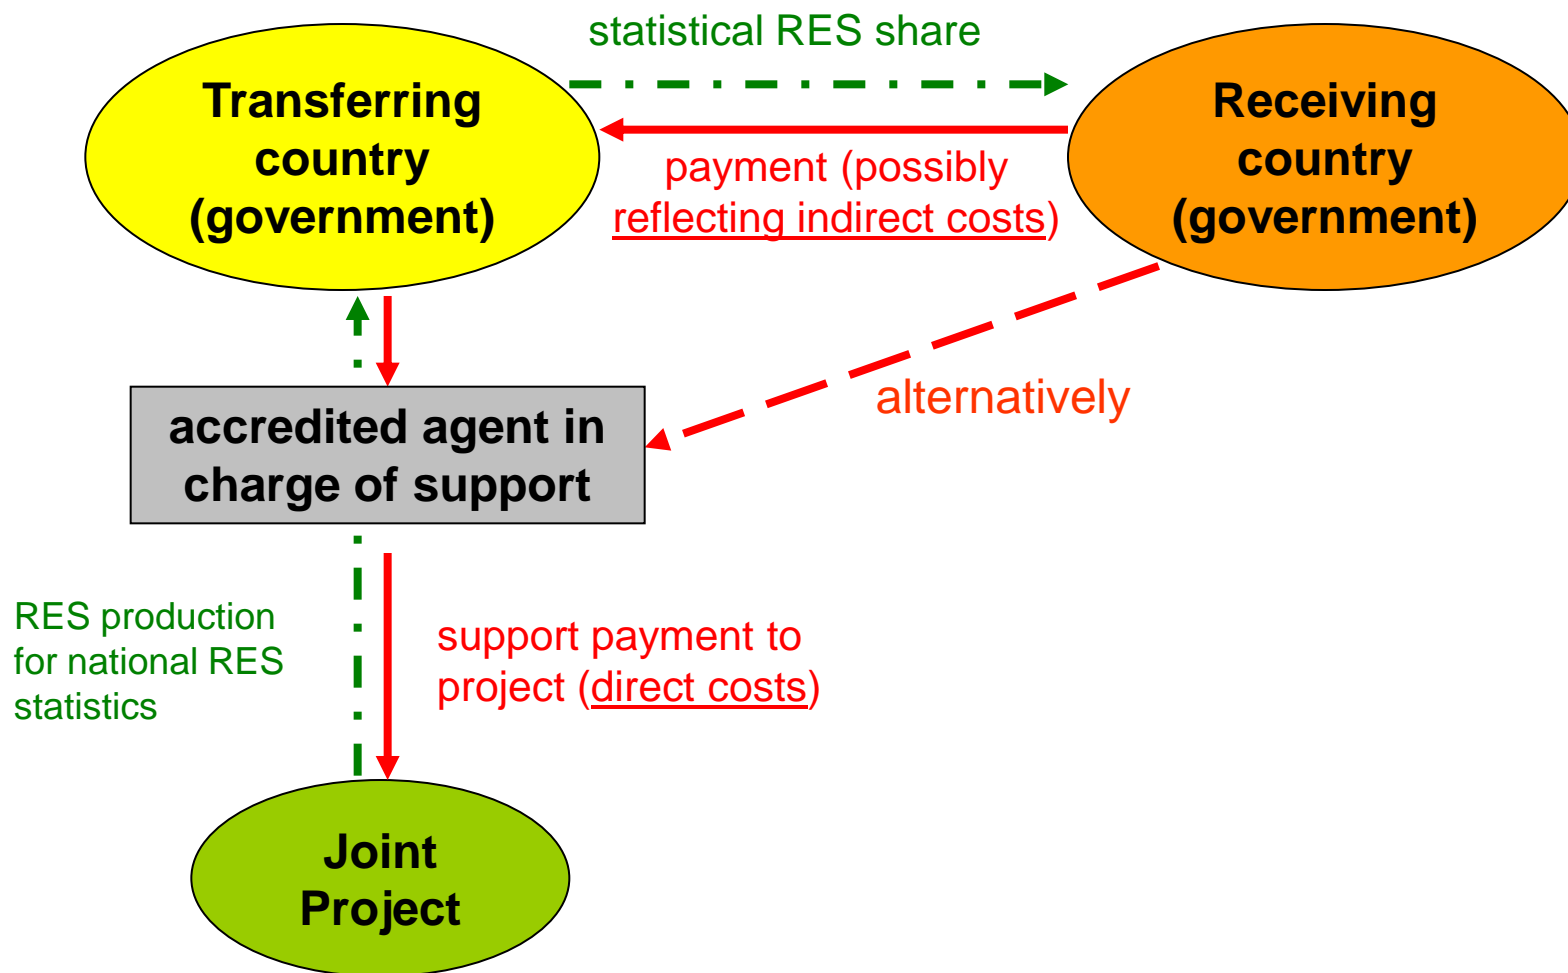 statistical RES share
Transferring
country
(government)
Receiving
country
(government)
payment (possibly
reflecting indirect costs)
alternatively
accredited agent in
charge of support
RES production
for national RES
statistics
support payment to
project (direct costs)
Joint
Project